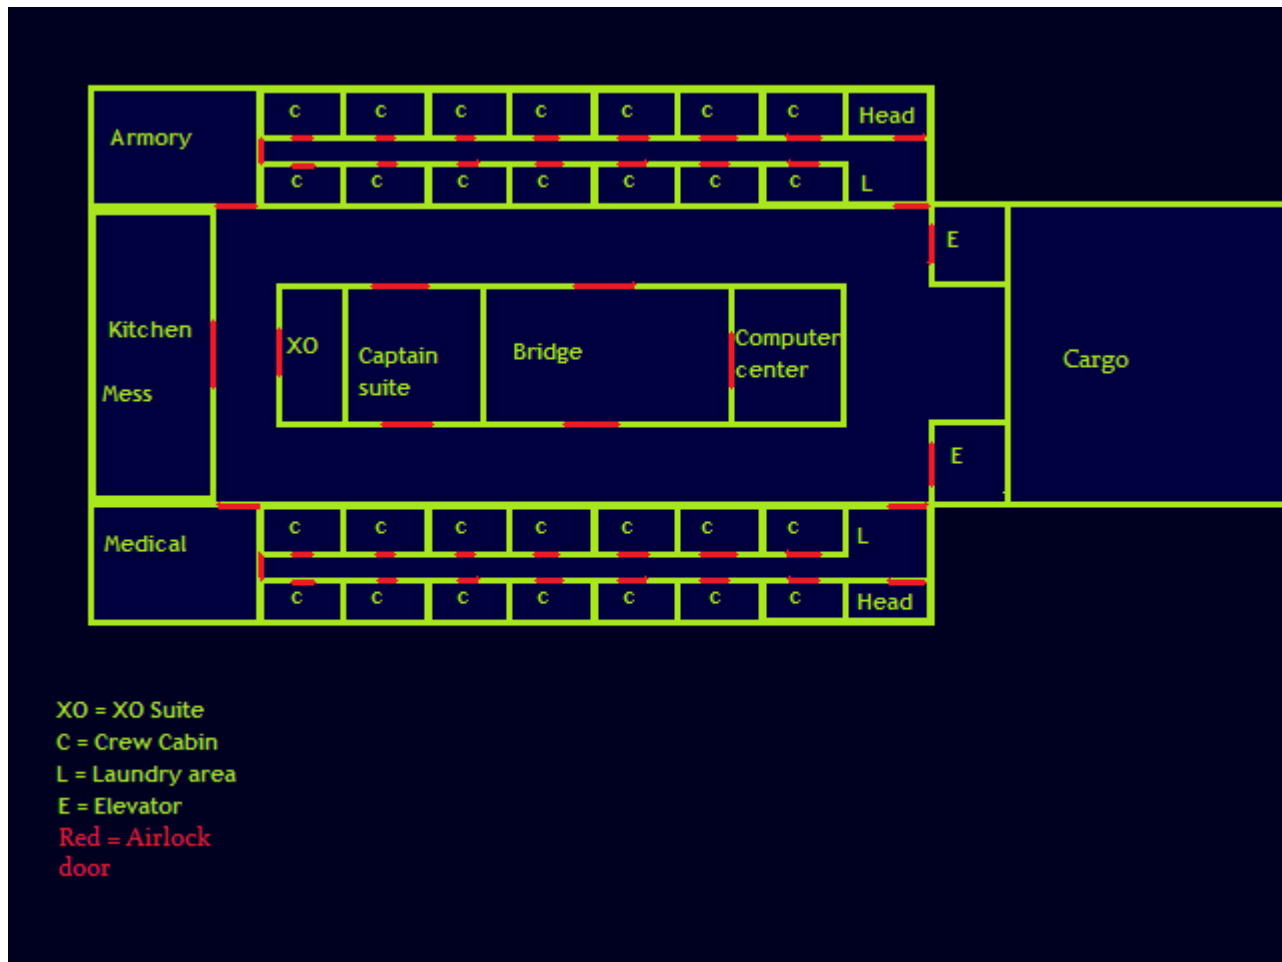 C C C C C C C Head
Armory
C C C C C C C L
E
Kitchen
XO
Captain
suite
Bridge
Computer
center
Cargo
Mess
E
Medical
C C C C C C C L
C C C C C C C Head
XO = XO Suite
C = Crew Cabin
L = Laundry area
E = Elevator
Red = Airlock
door